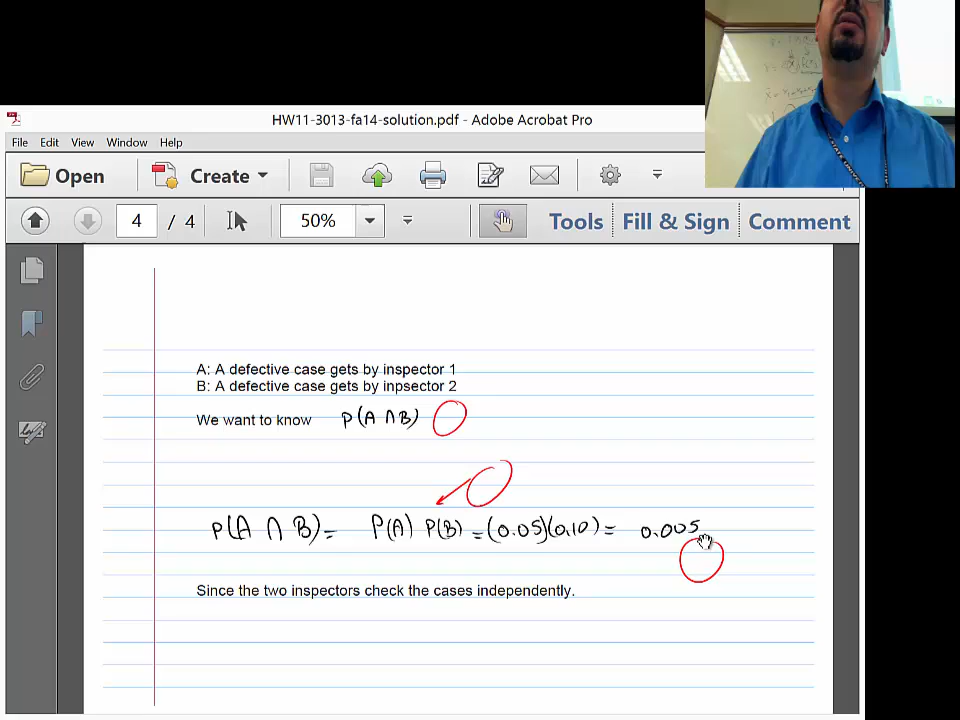 HW11-3013-fa14-solution.pdf - Adobe Acrobat Pro
File Edit View Window Help
Open Create
4 / 4 50% Tools Fill & Sign Comment
A: A defective case gets by inspector 1
B: A defective case gets by inpsector 2
We want to know P(A ∩ B)
P(A ∩ B) = P(A) P(B) = (0.05)(0.10) = 0.005
Since the two inspectors check the cases independently.